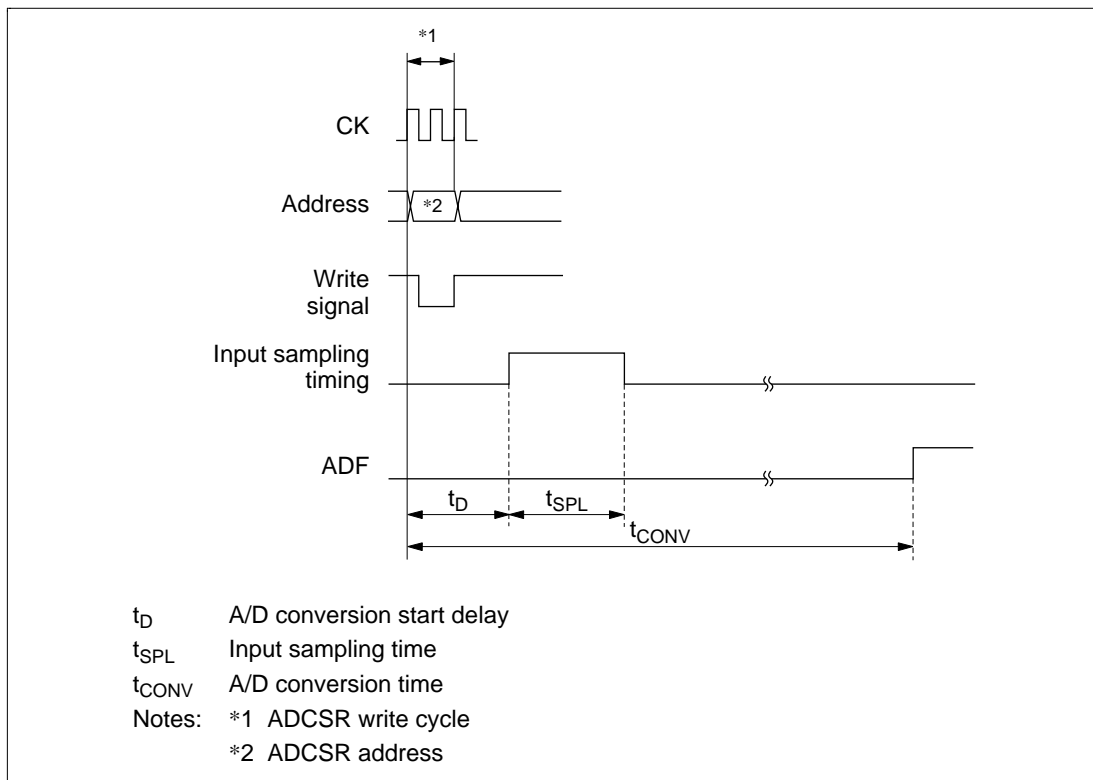 *1
CK
Address
*2
Write
signal
Input sampling
timing
ADF
tD
tSPL
tCONV
tD A/D conversion start delay
tSPL Input sampling time
tCONV A/D conversion time
Notes: *1 ADCSR write cycle
*2 ADCSR address